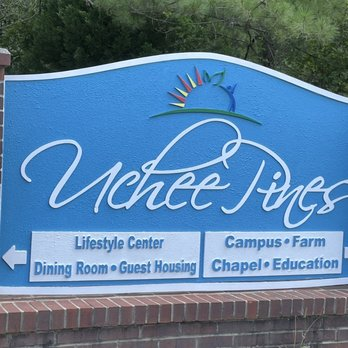 Uchee Pines
Lifestyle Center
Dining Room • Guest Housing
Campus • Farm
Chapel • Education